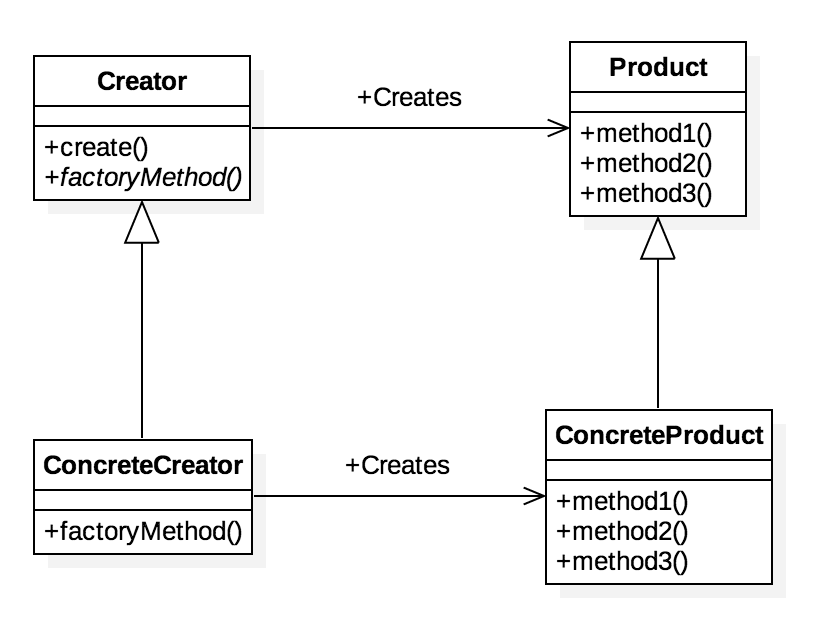 Creator
+create()
+factoryMethod()
+Creates
Product
+method1()
+method2()
+method3()
ConcreteCreator
+factoryMethod()
+Creates
ConcreteProduct
+method1()
+method2()
+method3()